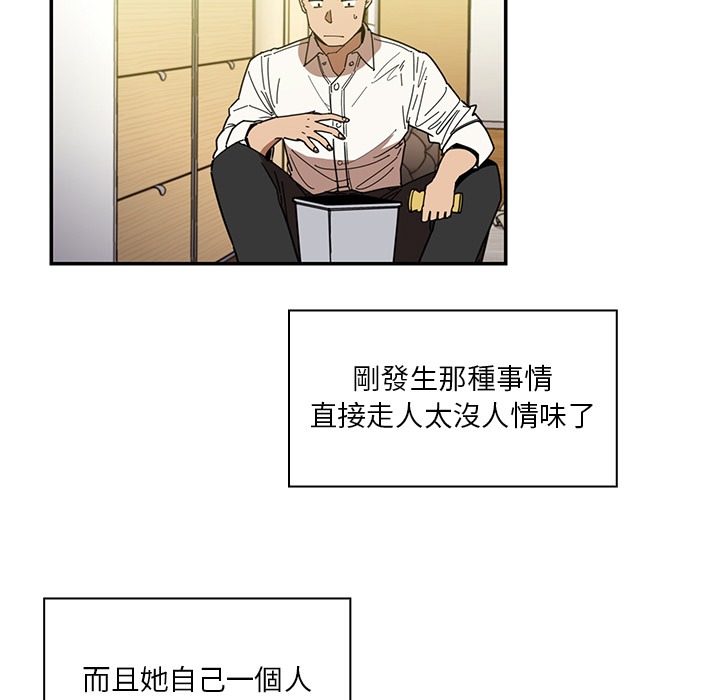 剛發生那種事情
直接走人太沒人情味了
而且她自己一個人